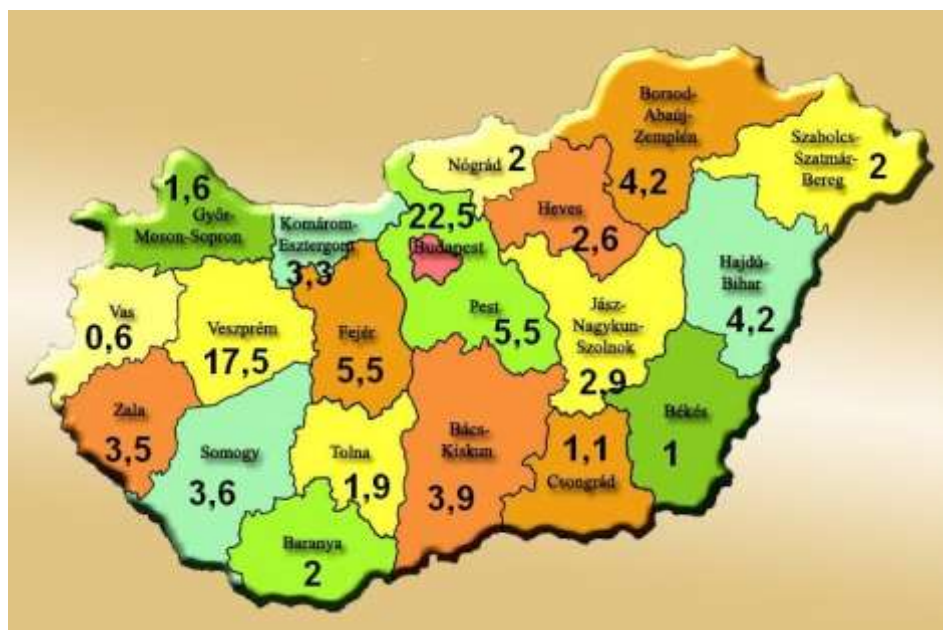 Borsod-
Abaúj-
Zemplén
4,2
Szabolcs-
Szatmár-
Bereg
2
Nógrád 2
1,6
Győr-
Moson-Sopron
Komárom-
Esztergom
3,3
22,5
Budapest
Heves
2,6
Hajdú-
Bihar
4,2
Vas
0,6
Veszprém
17,5
Fejér
5,5
Pest
5,5
Jász-
Nagykun-
Szolnok
2,9
Zala
3,5
Somogy
3,6
Tolna
1,9
Bács-
Kiskun
3,9
1,1
Csongrád
Békés
1
Baranya
2